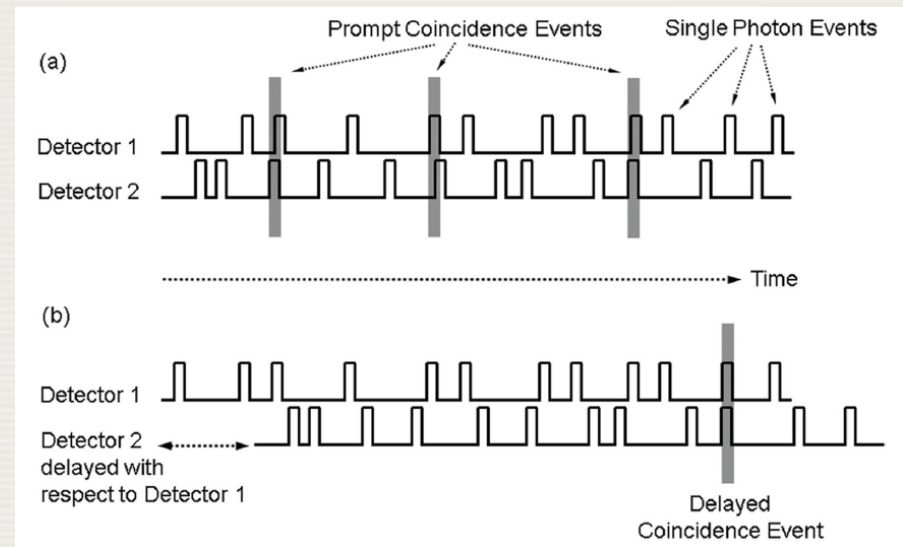 Prompt Coincidence Events
Single Photon Events
(a)
Detector 1
Detector 2
Time
(b)
Detector 1
Detector 2
delayed with
respect to Detector 1
Delayed
Coincidence Event